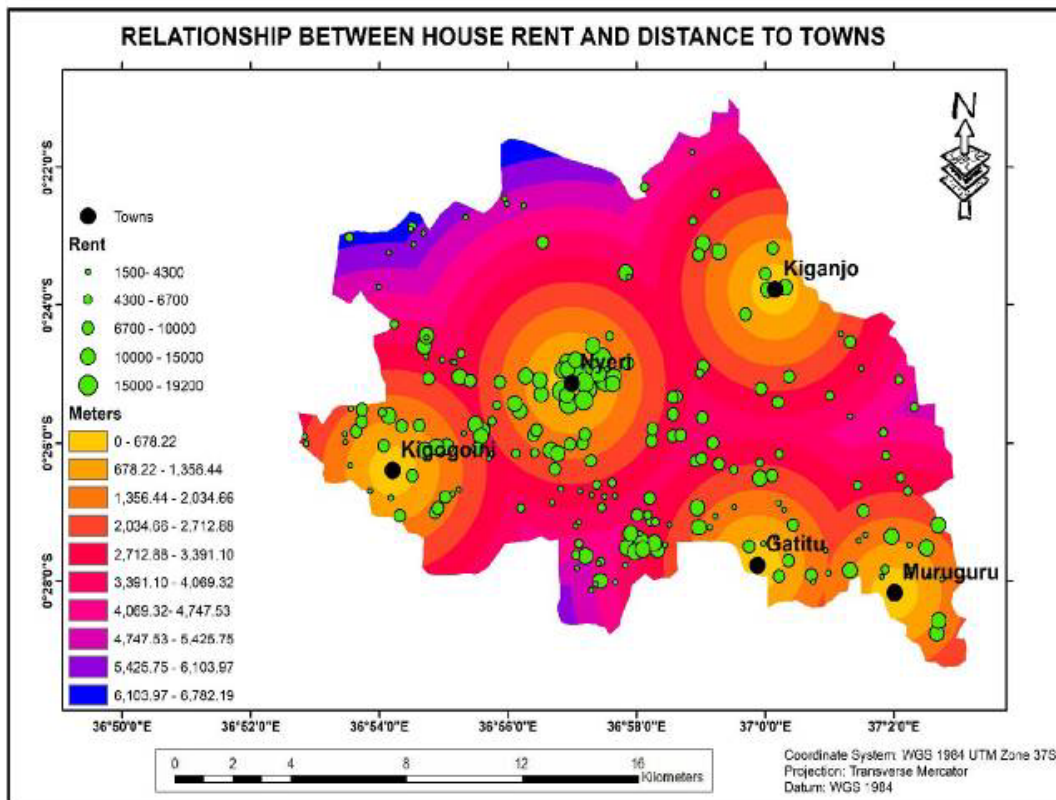 RELATIONSHIP BETWEEN HOUSE RENT AND DISTANCE TO TOWNS
N
0°22'0"S
0°24'0"S
0°26'0"S
0°28'0"S
Towns
Rent
1500- 4300
4300 - 6700
6700 - 10000
10000 - 15000
15000 - 19200
Meters
0 - 678.22
678.22 - 1,356.44
1,356.44 - 2,034.66
2,034.66 - 2,712.88
2,712.88 - 3,391.10
3,391.10 - 4,069.32
4,069.32- 4,747.53
4,747.53 - 5,425.75
5,425.75 - 6,103.97
6,103.97 - 6,782.19
Kiganjo
Nyeri
Kigogoini
Gatitu
Muruguru
36°50'0"E 36°52'0"E 36°54'0"E 36°56'0"E 36°58'0"E 37°0'0"E 37°2'0"E
0 2 4 8 12 16
Kilometers
Coordinate System: WGS 1984 UTM Zone 37S
Projection: Transverse Mercator
Datum: WGS 1984